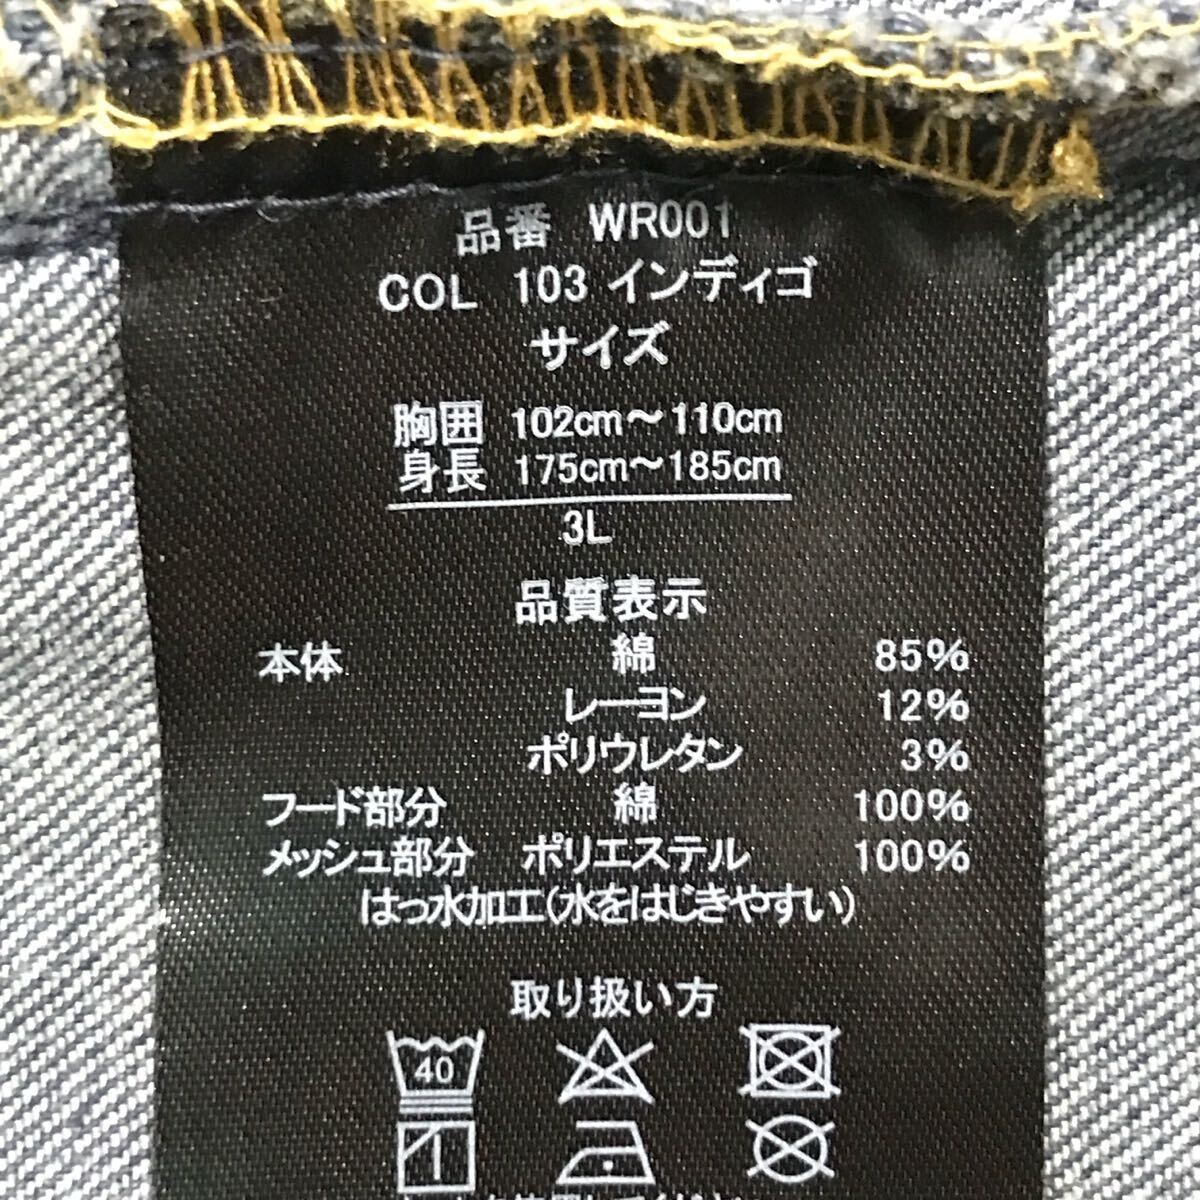 品番 WR001
COL 103 インディゴ
サイズ
胸囲 102cm～110cm
身長 175cm～185cm
3L
品質表示
本体 綿 85%
レーヨン 12%
ポリウレタン 3%
フード部分 綿 100%
メッシュ部分 ポリエステル 100%
はっ水加工(水をはじきやすい)
取り扱い方
40